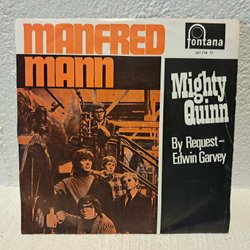 MANFRED
MANN
fontana
Mighty
Quinn
By Request-
Edwin Garvey